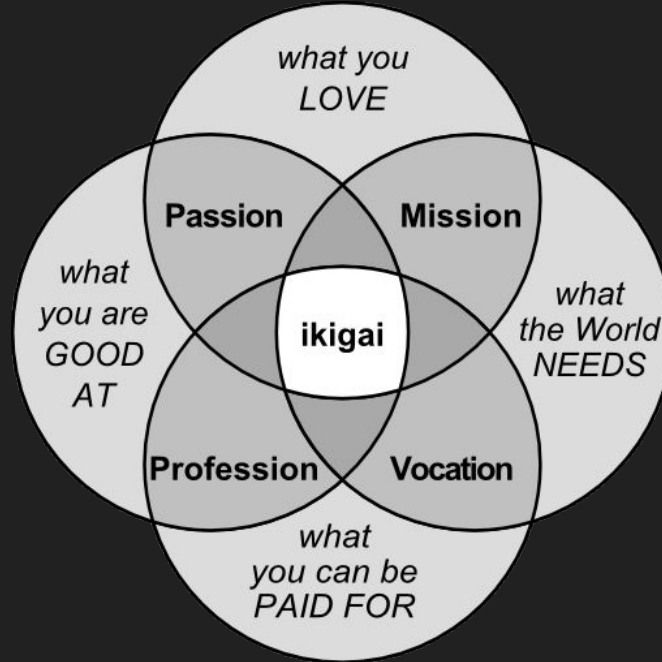 what you
LOVE
Passion
Mission
what
you are
GOOD
AT
ikigai
what
the World
NEEDS
Profession
Vocation
what
you can be
PAID FOR